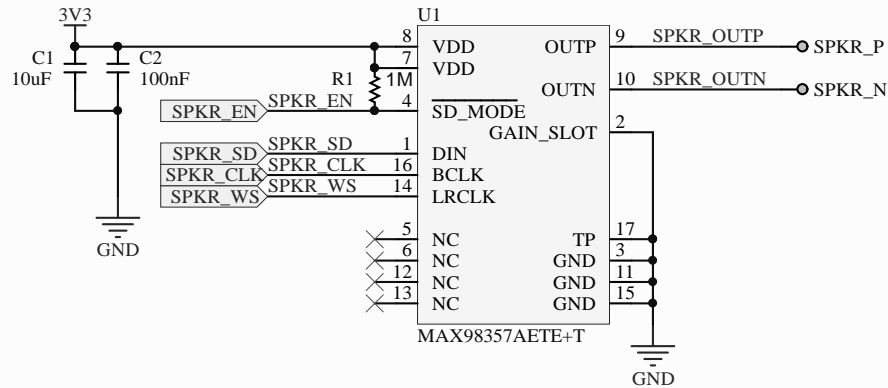 U1
3V3
C1
10uF
C2
100nF
R1
1M
8 VDD
7 VDD
SPKR_EN SPKR_EN 4 SD_MODE
SPKR_SD SPKR_SD 1 DIN
SPKR_CLK SPKR_CLK 16 BCLK
SPKR_WS SPKR_WS 14 LRCLK
5 NC
6 NC
12 NC
13 NC
OUTP 9 SPKR_OUTP SPKR_P
OUTN 10 SPKR_OUTN SPKR_N
GAIN_SLOT 2
TP 17
GND 3
GND 11
GND 15
MAX98357AETE+T
GND
GND